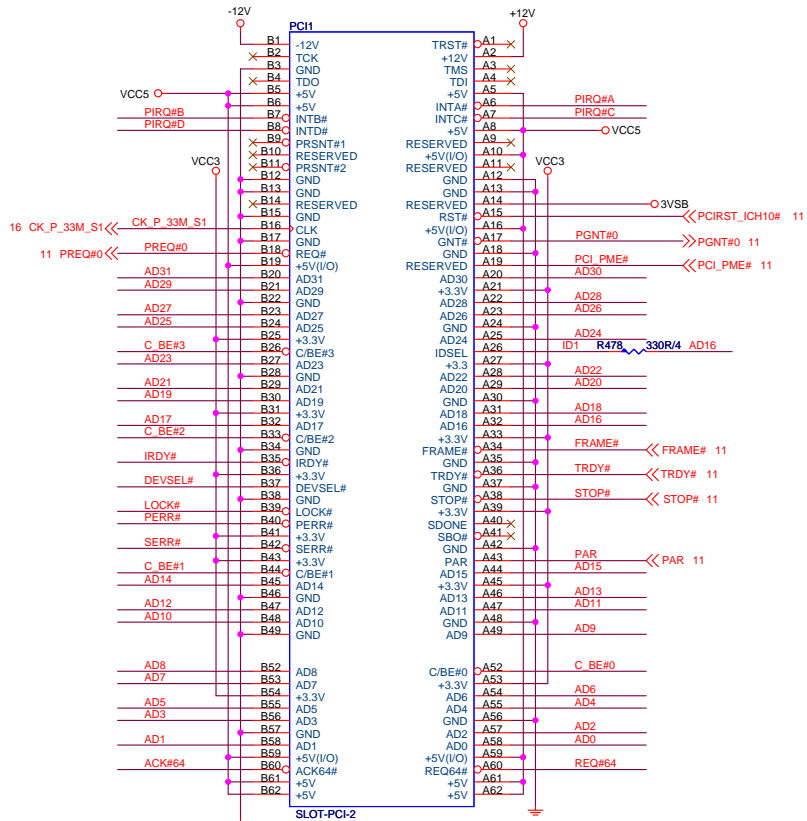 -12V +12V
PCI1
B1 -12V TRST# A1
B2 TCK +12V A2
B3 GND TMS A3
B4 TDO TDI A4
VCC5 B5 +5V +5V A5
B6 +5V INTA# A6 PIRQ#A
PIRQ#B B7 INTB# INTC# A7 PIRQ#C
PIRQ#D B8 INTD# +5V A8 VCC5
B9 PRSNT#1 RESERVED A9
B10 RESERVED +5V(I/O) A10
B11 PRSNT#2 RESERVED A11
VCC3 VCC3
B12 GND GND A12
B13 GND GND A13
B14 RESERVED RESERVED A14 3VSB
B15 GND RST# A15 PCIRST_ICH10# 11
16 CK_P_33M_S1 CK_P_33M_S1 B16 CLK +5V(I/O) A16
B17 GND GNT# A17 PGNT#0 PGNT#0 11
11 PREQ#0 PREQ#0 B18 REQ# GND A18
B19 +5V(I/O) RESERVED A19 PCI_PME# PCI_PME# 11
AD31 B20 AD31 AD30 A20 AD30
AD29 B21 AD29 +3.3V A21
B22 GND AD28 A22 AD28
AD27 B23 AD27 AD26 A23 AD26
AD25 B24 AD25 GND A24
B25 +3.3V AD24 A25 AD24
C_BE#3 B26 C/BE#3 IDSEL A26 ID1 R478 330R/4 AD16
AD23 B27 AD23 +3.3 A27
B28 GND AD22 A28 AD22
AD21 B29 AD21 AD20 A29 AD20
AD19 B30 AD19 GND A30
B31 +3.3V AD18 A31 AD18
AD17 B32 AD17 AD16 A32 AD16
C_BE#2 B33 C/BE#2 +3.3V A33
B34 GND FRAME# A34 FRAME# FRAME# 11
IRDY# B35 IRDY# GND A35
B36 +3.3V TRDY# A36 TRDY# TRDY# 11
DEVSEL# B37 DEVSEL# GND A37
B38 GND STOP# A38 STOP# STOP# 11
LOCK# B39 LOCK# +3.3V A39
PERR# B40 PERR# SDONE A40
B41 +3.3V SBO# A41
SERR# B42 SERR# GND A42
B43 +3.3V PAR A43 PAR PAR 11
C_BE#1 B44 C/BE#1 AD15 A44 AD15
AD14 B45 AD14 +3.3V A45
B46 GND AD13 A46 AD13
AD12 B47 AD12 AD11 A47 AD11
AD10 B48 AD10 GND A48
B49 GND AD9 A49 AD9
AD8 B52 AD8 C/BE#0 A52 C_BE#0
AD7 B53 AD7 +3.3V A53
B54 +3.3V AD6 A54 AD6
AD5 B55 AD5 AD4 A55 AD4
AD3 B56 AD3 GND A56
B57 GND AD2 A57 AD2
AD1 B58 AD1 AD0 A58 AD0
B59 +5V(I/O) +5V(I/O) A59
ACK#64 B60 ACK64# REQ64# A60 REQ#64
B61 +5V +5V A61
B62 +5V +5V A62
SLOT-PCI-2